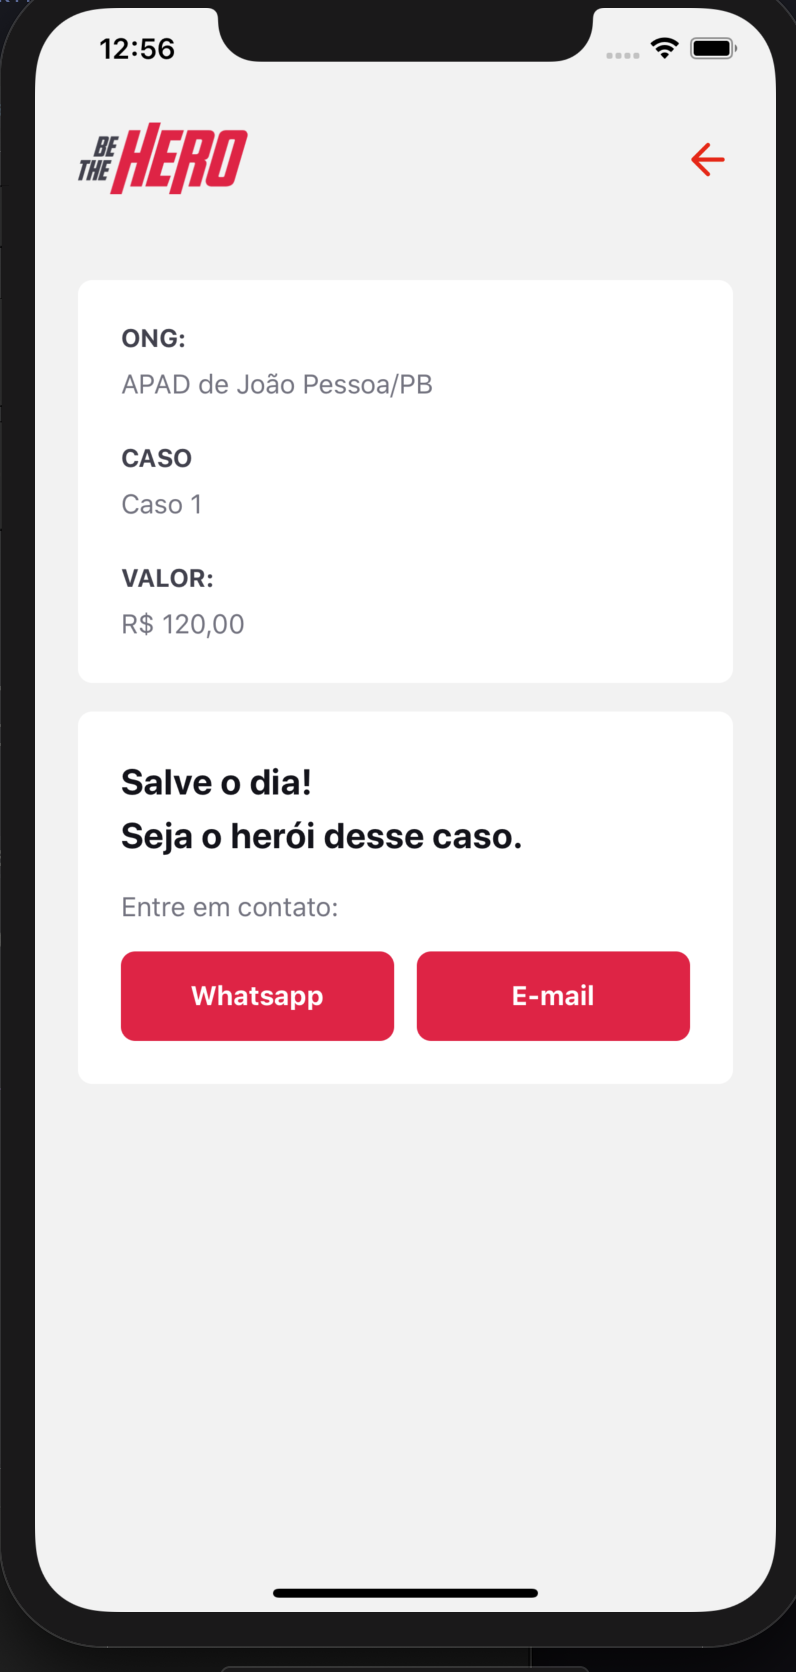 12:56
BE
THE HERO
ONG:
APAD de João Pessoa/PB
CASO
Caso 1
VALOR:
R$ 120,00
Salve o dia!
Seja o herói desse caso.
Entre em contato:
Whatsapp
E-mail